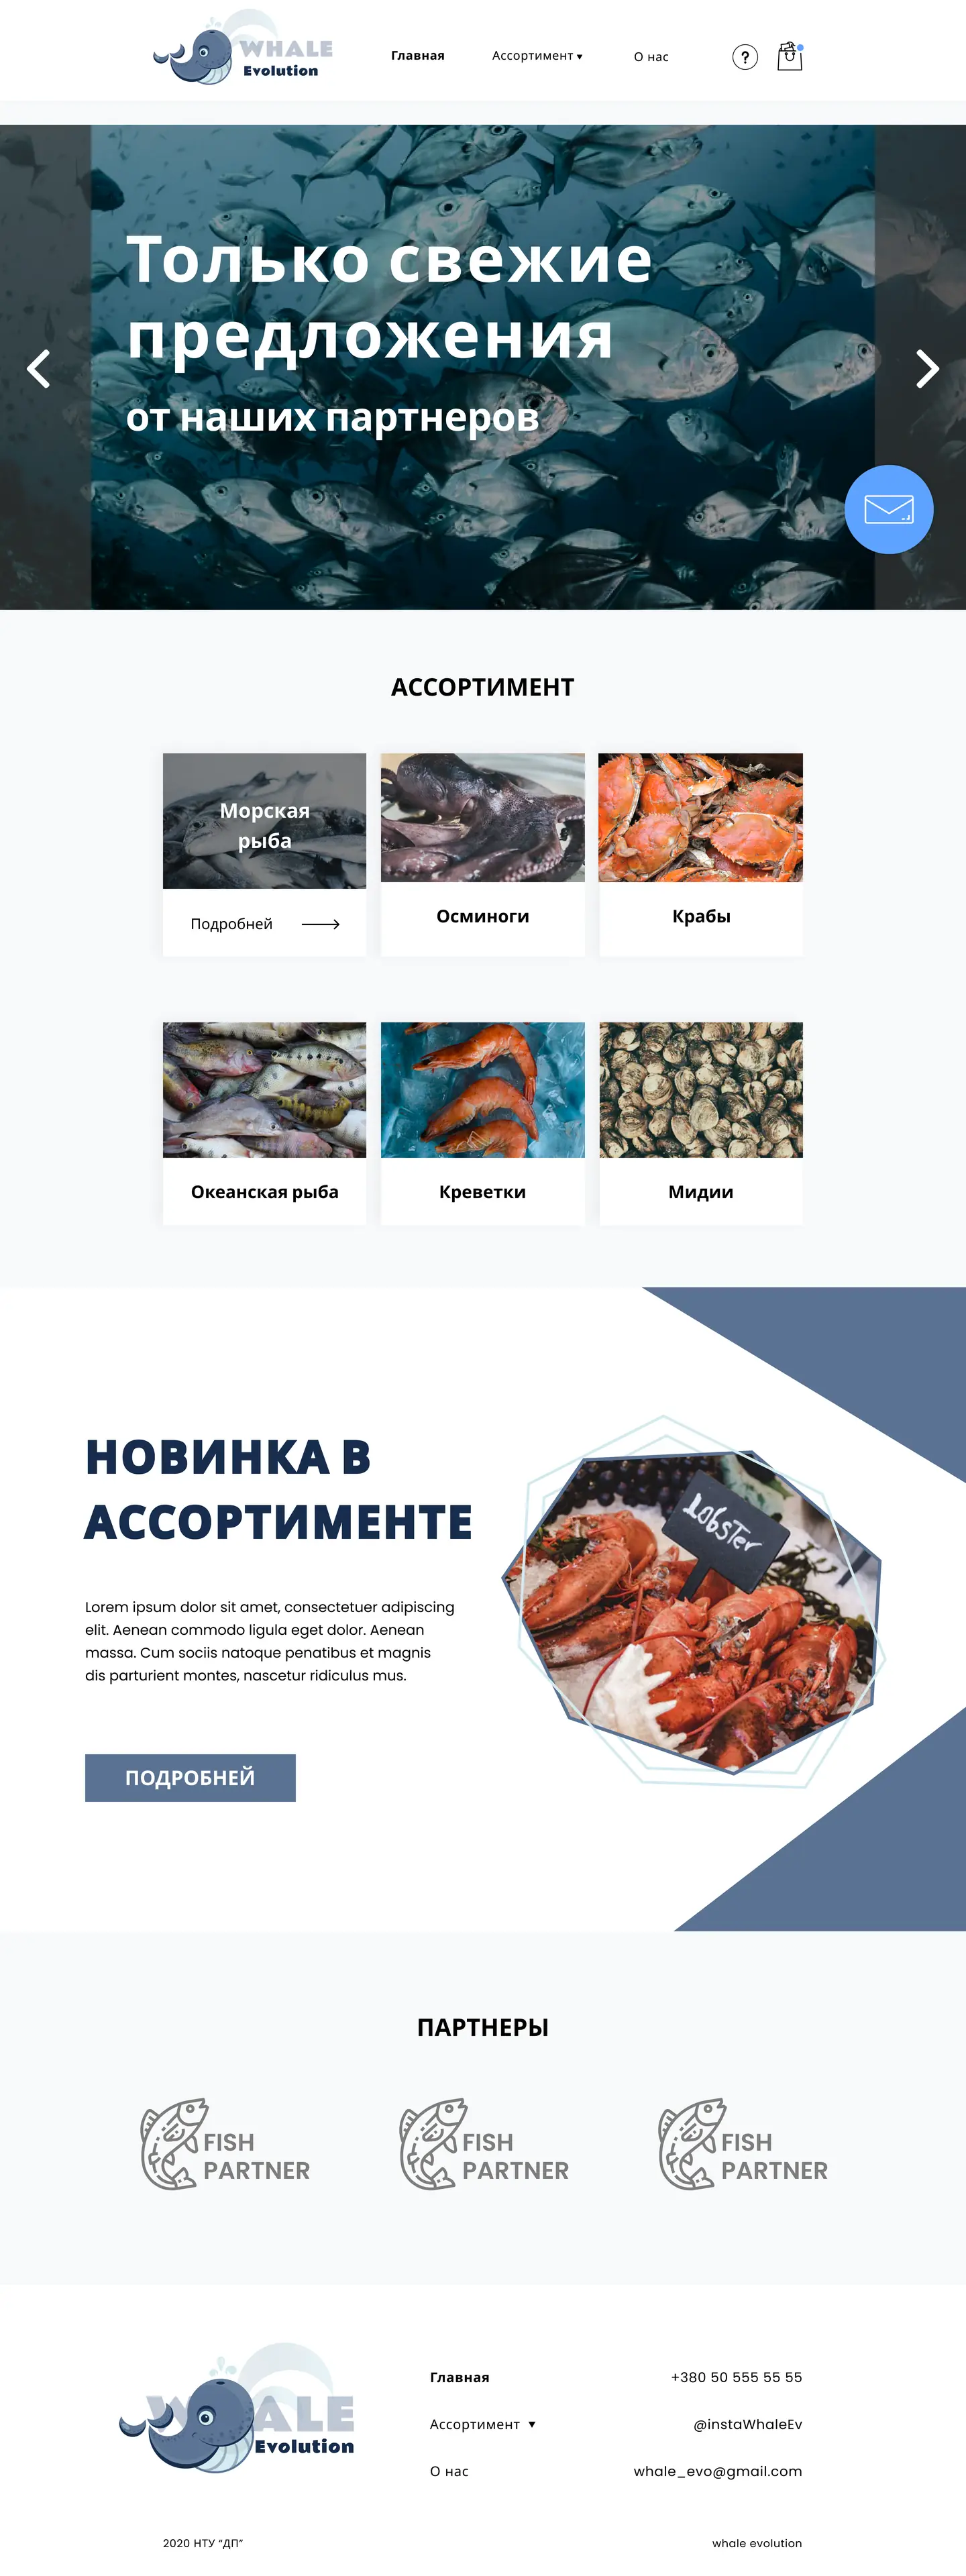 WHALE
Evolution
Главная
Ассортимент
О нас
?
Только свежие
предложения
от наших партнеров
АССОРТИМЕНТ
Морская
рыба
Подробней
Осминоги
Крабы
Океанская рыба
Креветки
Мидии
НОВИНКА В
АССОРТИМЕНТЕ
Lobster
Lorem ipsum dolor sit amet, consectetuer adipiscing
elit. Aenean commodo ligula eget dolor. Aenean
massa. Cum sociis natoque penatibus et magnis
dis parturient montes, nascetur ridiculus mus.
ПОДРОБНЕЙ
ПАРТНЕРЫ
FISH
PARTNER
FISH
PARTNER
FISH
PARTNER
WHALE
Evolution
Главная
Ассортимент
О нас
+380 50 555 55 55
@instaWhaleEv
whale_evo@gmail.com
2020 НТУ “ДП”
whale evolution